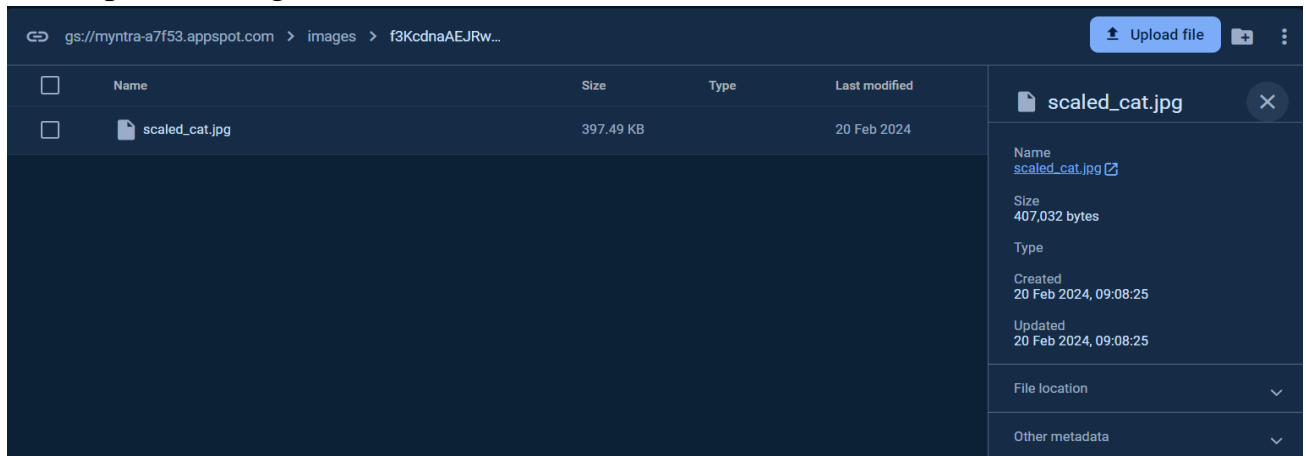 gs://myntra-a7f53.appspot.com > images > f3KcdnaAEJRw...
Upload file
Name Size Type Last modified
scaled_cat.jpg 397.49 KB 20 Feb 2024
scaled_cat.jpg
Name
scaled_cat.jpg
Size
407,032 bytes
Type
Created
20 Feb 2024, 09:08:25
Updated
20 Feb 2024, 09:08:25
File location
Other metadata